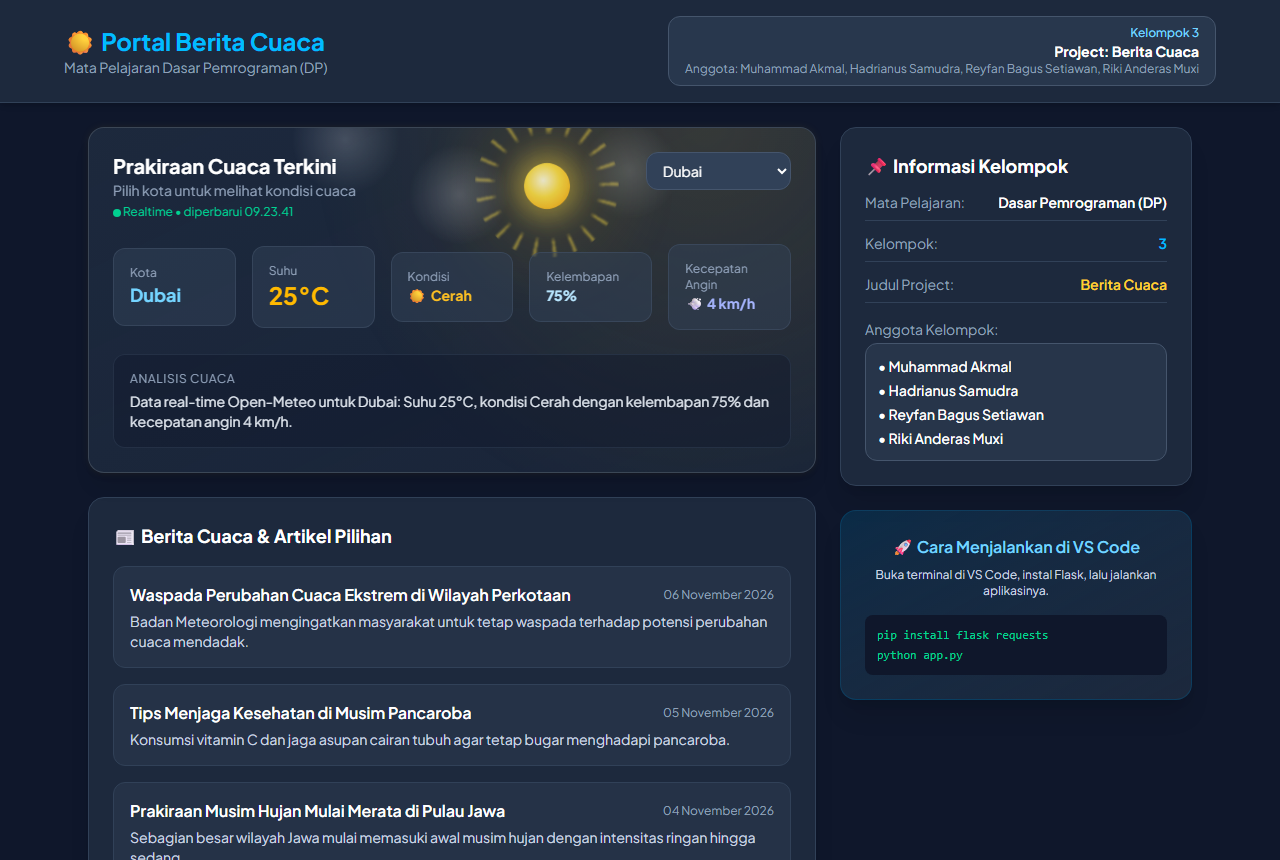 Portal Berita Cuaca
Mata Pelajaran Dasar Pemrograman (DP)
Kelompok 3
Project: Berita Cuaca
Anggota: Muhammad Akmal, Hadrianus Samudra, Reyfan Bagus Setiawan, Riki Anderas Muxi
Prakiraan Cuaca Terkini
Pilih kota untuk melihat kondisi cuaca
Realtime • diperbarui 09.23.41
Dubai
Kota
Dubai
Suhu
25°C
Kondisi
Cerah
Kelembapan
75%
Kecepatan
Angin
4 km/h
ANALISIS CUACA
Data real-time Open-Meteo untuk Dubai: Suhu 25°C, kondisi Cerah dengan kelembapan 75% dan
kecepatan angin 4 km/h.
Berita Cuaca & Artikel Pilihan
Waspada Perubahan Cuaca Ekstrem di Wilayah Perkotaan
06 November 2026
Badan Meteorologi mengingatkan masyarakat untuk tetap waspada terhadap potensi perubahan
cuaca mendadak.
Tips Menjaga Kesehatan di Musim Pancaroba
05 November 2026
Konsumsi vitamin C dan jaga asupan cairan tubuh agar tetap bugar menghadapi pancaroba.
Prakiraan Musim Hujan Mulai Merata di Pulau Jawa
04 November 2026
Sebagian besar wilayah Jawa mulai memasuki awal musim hujan dengan intensitas ringan hingga
sedang.
Informasi Kelompok
Mata Pelajaran:
Dasar Pemrograman (DP)
Kelompok:
3
Judul Project:
Berita Cuaca
Anggota Kelompok:
• Muhammad Akmal
• Hadrianus Samudra
• Reyfan Bagus Setiawan
• Riki Anderas Muxi
Cara Menjalankan di VS Code
Buka terminal di VS Code, instal Flask, lalu jalankan
aplikasinya.
pip install flask requests
python app.py